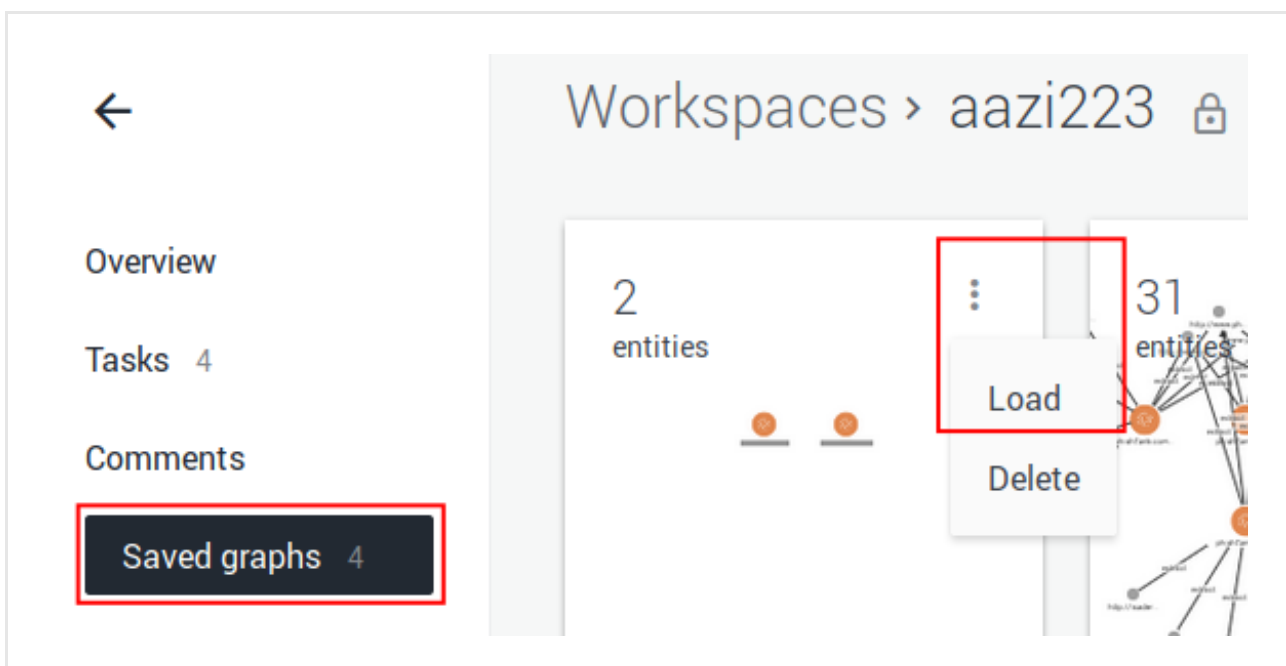 Workspaces › aazi223
Overview
Tasks 4
Comments
Saved graphs 4
2
entities
Load
Delete
31
entities